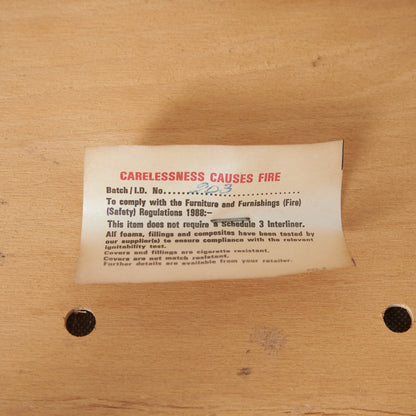 CARELESSNESS CAUSES FIRE
Batch / I.D. No. 203
To comply with the Furniture and Furnishings (Fire)
(Safety) Regulations 1988:-
This item does not require a Schedule 3 Interliner.
All foams, fillings and composites have been tested by
our supplier(s) to ensure compliance with the relevant
ignitability test.
Covers and fillings are cigarette resistant.
Covers are not match resistant.
Further details are available from your retailer.